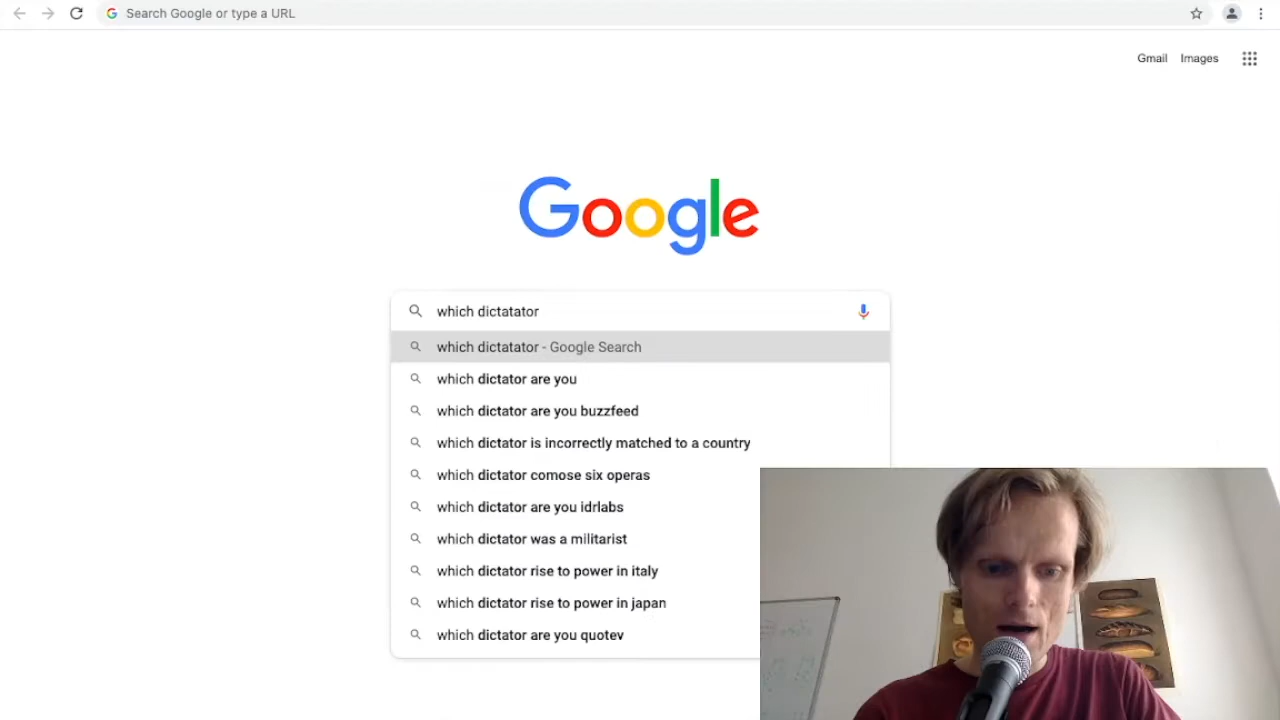 Search Google or type a URL
Gmail Images
Google
which dictatator
which dictatator - Google Search
which dictator are you
which dictator are you buzzfeed
which dictator is incorrectly matched to a country
which dictator comose six operas
which dictator are you idrlabs
which dictator was a militarist
which dictator rise to power in italy
which dictator rise to power in japan
which dictator are you quotev